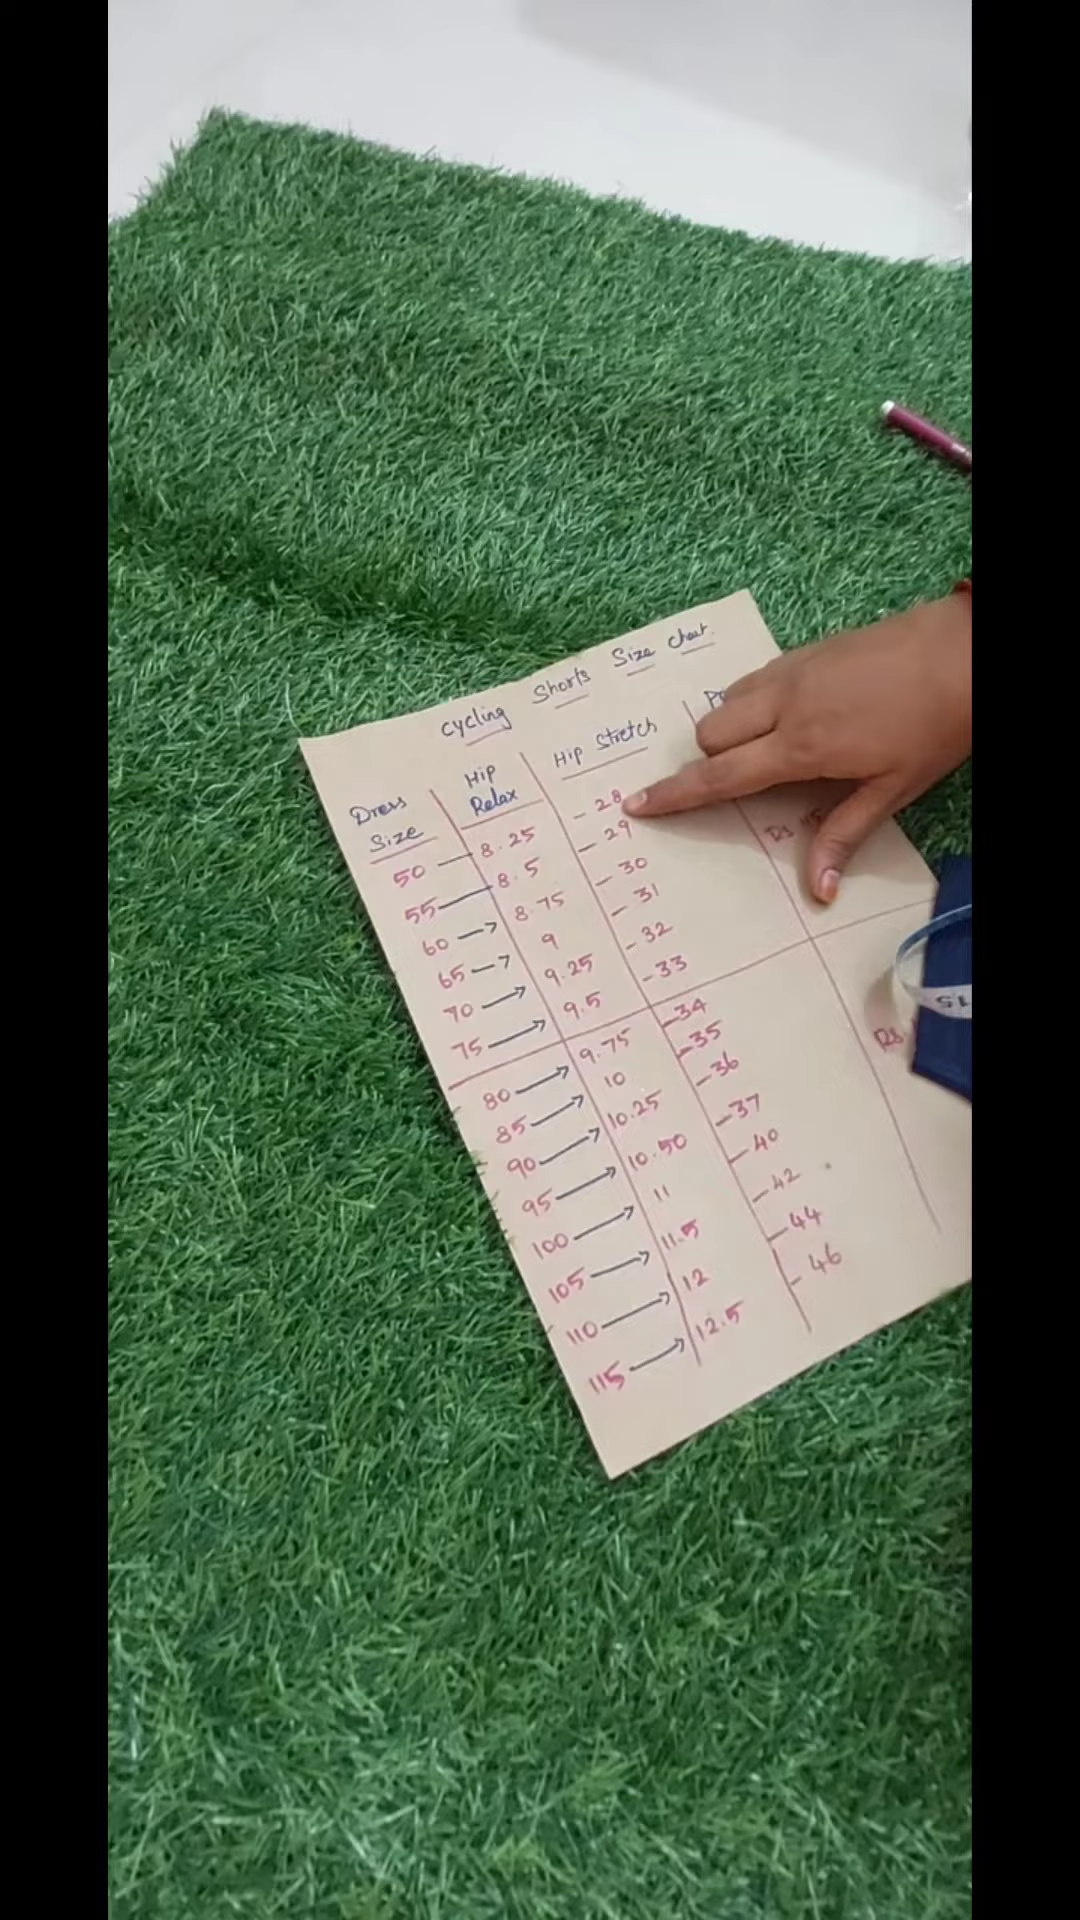 Cycling Shorts Size Chart.
Dress Size Hip Relax Hip Stretch
50 8.25 - 28
55 8.5 - 29
60 → 8.75 - 30
65 → 9 - 31
70 → 9.25 - 32
75 → 9.5 - 33
80 → 9.75 - 34
85 → 10 - 35
90 → 10.25 - 36
95 → 10.50 - 37
100 → 11 - 40
105 → 11.5 - 42
110 → 12 - 44
115 → 12.5 - 46
Rs
Rs.